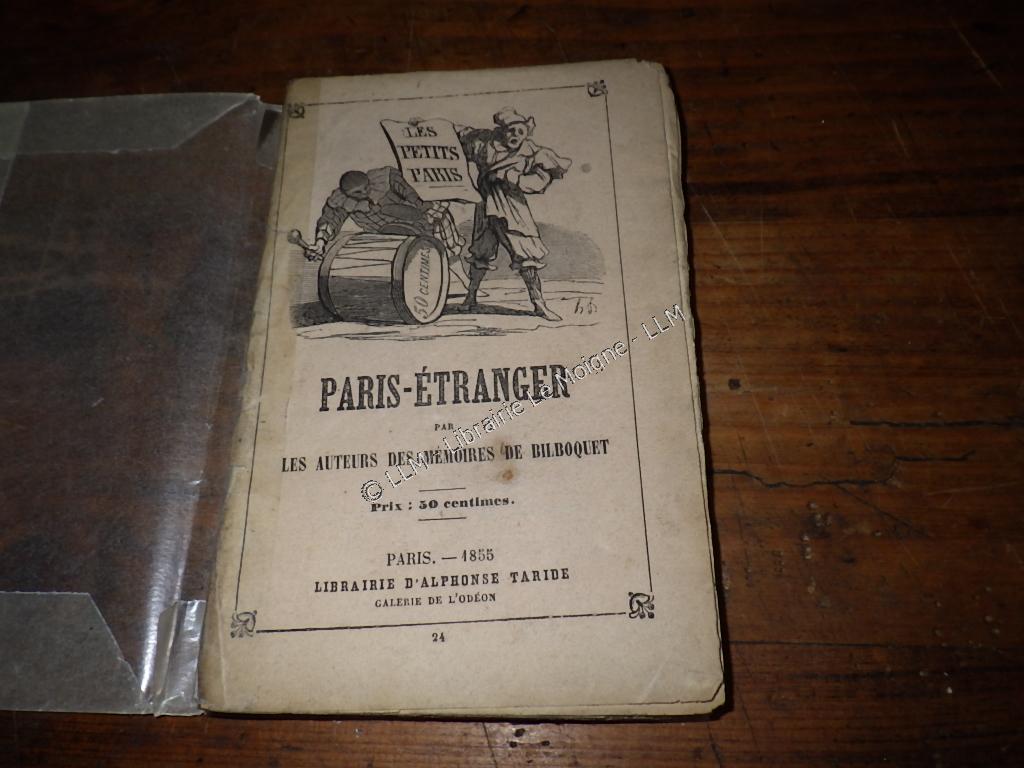 LES
PETITS
PARIS
50 CENTIMES
PARIS-ÉTRANGER
PAR
LES AUTEURS DES MÉMOIRES DE BILBOQUET
Prix : 50 centimes.
PARIS. — 1855
LIBRAIRIE D'ALPHONSE TARIDE
GALERIE DE L'ODÉON
24
© LLM - Librairie Le Moigne - LLM